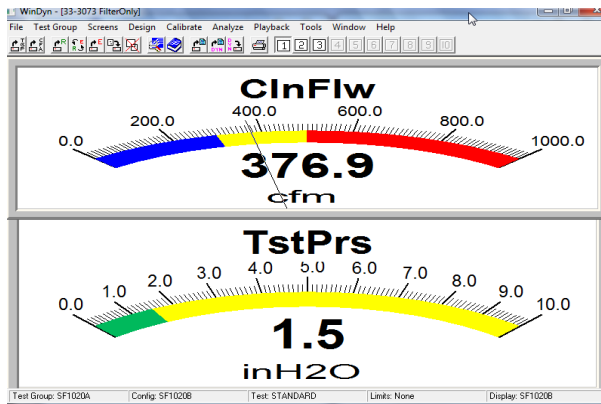 WinDyn - [33-3073 FilterOnly]
File Test Group Screens Design Calibrate Analyze Playback Tools Window Help
1 2 3 4 5 6 7 8 9 10
ClnFlw
0.0 200.0 400.0 600.0 800.0 1000.0
376.9
cfm
TstPrs
0.0 1.0 2.0 3.0 4.0 5.0 6.0 7.0 8.0 9.0 10.0
1.5
inH2O
Test Group: SF1020A Config: SF1020B Test: STANDARD Limits: None Display: SF1020B